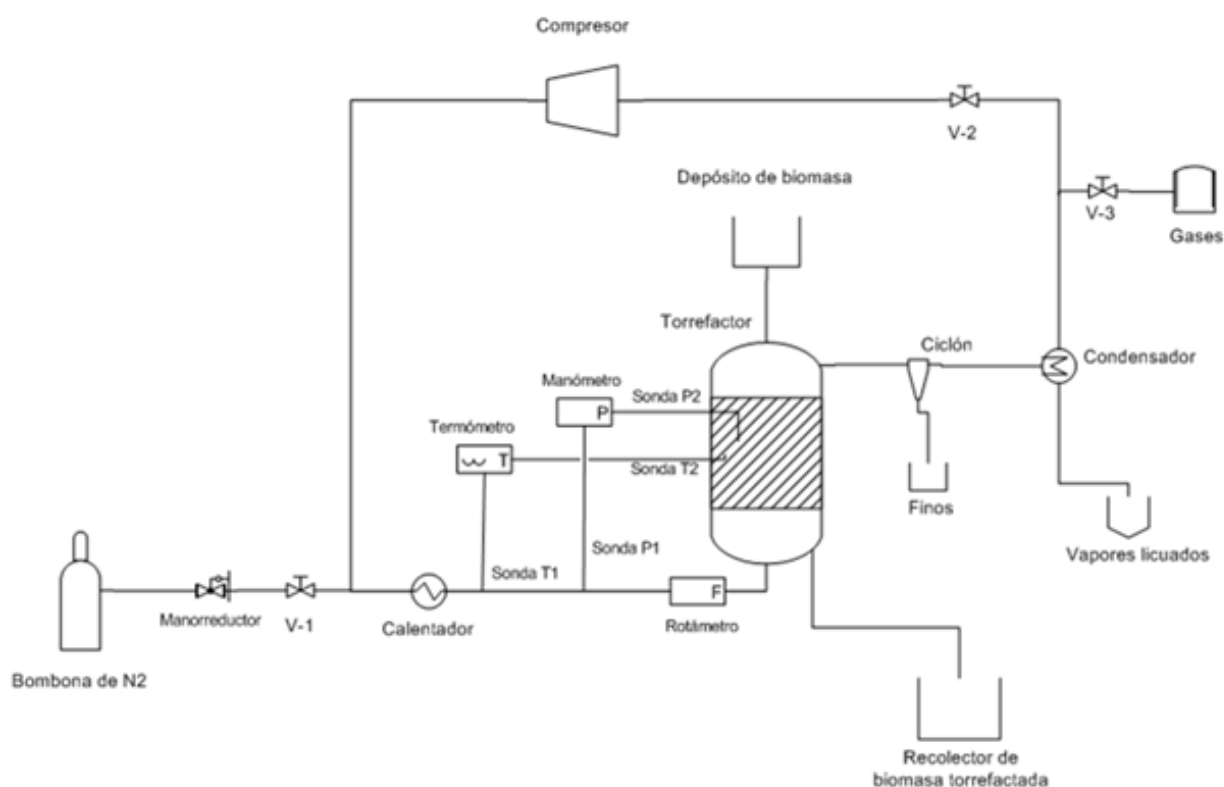 Compresor
V-2
Depósito de biomasa
V-3
Gases
Torrefactor
Ciclón
Condensador
Manómetro
Sonda P2
P
Termómetro
T
Sonda T2
Finos
Vapores licuados
Sonda P1
Sonda T1
F
Manorreductor
V-1
Calentador
Rotámetro
Bombona de N2
Recolector de
biomasa torrefactada